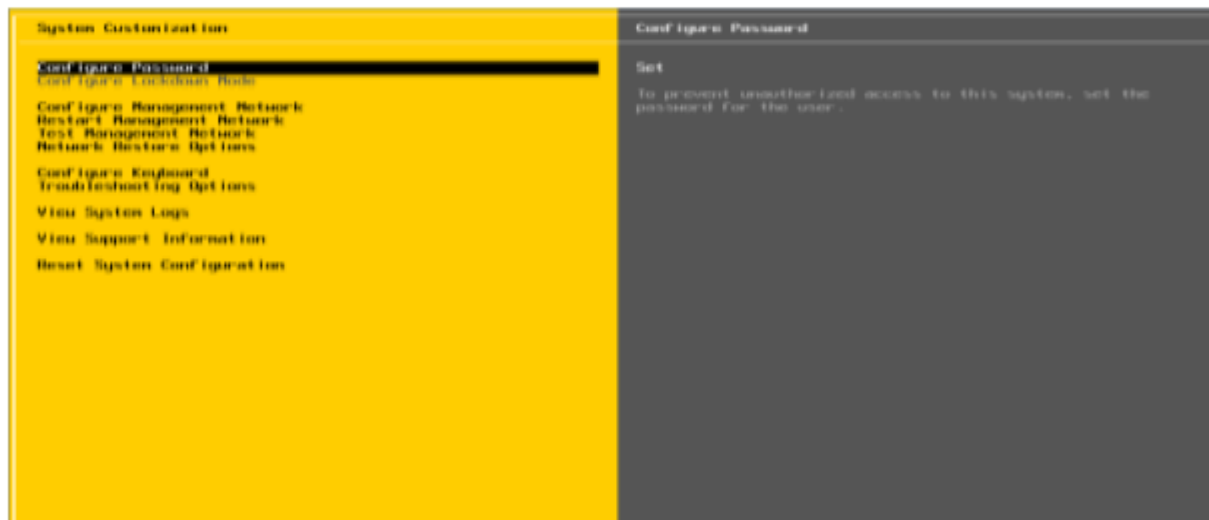 System Customization
Configure Password
Configure Lockdown Mode
Configure Management Network
Restart Management Network
Test Management Network
Network Restore Options
Configure Keyboard
Troubleshooting Options
View System Logs
View Support Information
Reset System Configuration
Configure Password
Set
To prevent unauthorized access to this system, set the
password for the user.